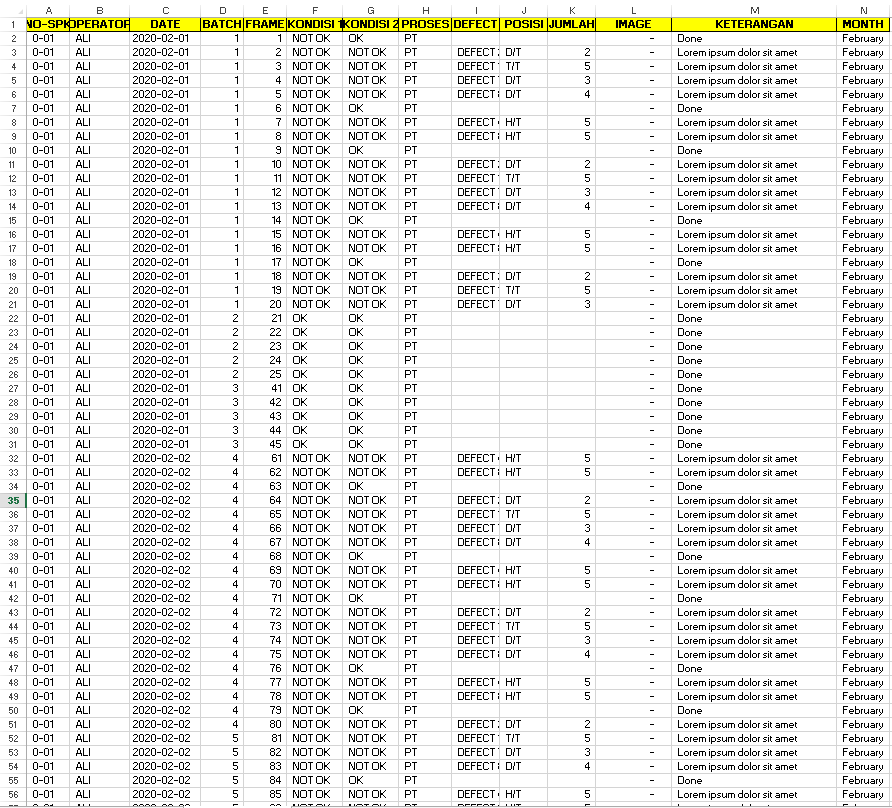 A B C D E F G H I J K L M N
1 NO-SPK OPERATOR DATE BATCH FRAME KONDISI 1 KONDISI 2 PROSES DEFECT POSISI JUMLAH IMAGE KETERANGAN MONTH
2 0-01 ALI 2020-02-01 1 1 NOT OK OK PT - Done February
3 0-01 ALI 2020-02-01 1 2 NOT OK NOT OK PT DEFECT D/T 2 - Lorem ipsum dolor sit amet February
4 0-01 ALI 2020-02-01 1 3 NOT OK NOT OK PT DEFECT T/T 5 - Lorem ipsum dolor sit amet February
5 0-01 ALI 2020-02-01 1 4 NOT OK NOT OK PT DEFECT D/T 3 - Lorem ipsum dolor sit amet February
6 0-01 ALI 2020-02-01 1 5 NOT OK NOT OK PT DEFECT D/T 4 - Lorem ipsum dolor sit amet February
7 0-01 ALI 2020-02-01 1 6 NOT OK OK PT - Done February
8 0-01 ALI 2020-02-01 1 7 NOT OK NOT OK PT DEFECT H/T 5 - Lorem ipsum dolor sit amet February
9 0-01 ALI 2020-02-01 1 8 NOT OK NOT OK PT DEFECT H/T 5 - Lorem ipsum dolor sit amet February
10 0-01 ALI 2020-02-01 1 9 NOT OK OK PT - Done February
11 0-01 ALI 2020-02-01 1 10 NOT OK NOT OK PT DEFECT D/T 2 - Lorem ipsum dolor sit amet February
12 0-01 ALI 2020-02-01 1 11 NOT OK NOT OK PT DEFECT T/T 5 - Lorem ipsum dolor sit amet February
13 0-01 ALI 2020-02-01 1 12 NOT OK NOT OK PT DEFECT D/T 3 - Lorem ipsum dolor sit amet February
14 0-01 ALI 2020-02-01 1 13 NOT OK NOT OK PT DEFECT D/T 4 - Lorem ipsum dolor sit amet February
15 0-01 ALI 2020-02-01 1 14 NOT OK OK PT - Done February
16 0-01 ALI 2020-02-01 1 15 NOT OK NOT OK PT DEFECT H/T 5 - Lorem ipsum dolor sit amet February
17 0-01 ALI 2020-02-01 1 16 NOT OK NOT OK PT DEFECT H/T 5 - Lorem ipsum dolor sit amet February
18 0-01 ALI 2020-02-01 1 17 NOT OK OK PT - Done February
19 0-01 ALI 2020-02-01 1 18 NOT OK NOT OK PT DEFECT D/T 2 - Lorem ipsum dolor sit amet February
20 0-01 ALI 2020-02-01 1 19 NOT OK NOT OK PT DEFECT T/T 5 - Lorem ipsum dolor sit amet February
21 0-01 ALI 2020-02-01 1 20 NOT OK NOT OK PT DEFECT D/T 3 - Lorem ipsum dolor sit amet February
22 0-01 ALI 2020-02-01 2 21 OK OK PT - Done February
23 0-01 ALI 2020-02-01 2 22 OK OK PT - Done February
24 0-01 ALI 2020-02-01 2 23 OK OK PT - Done February
25 0-01 ALI 2020-02-01 2 24 OK OK PT - Done February
26 0-01 ALI 2020-02-01 2 25 OK OK PT - Done February
27 0-01 ALI 2020-02-01 3 41 OK OK PT - Done February
28 0-01 ALI 2020-02-01 3 42 OK OK PT - Done February
29 0-01 ALI 2020-02-01 3 43 OK OK PT - Done February
30 0-01 ALI 2020-02-01 3 44 OK OK PT - Done February
31 0-01 ALI 2020-02-01 3 45 OK OK PT - Done February
32 0-01 ALI 2020-02-02 4 61 NOT OK NOT OK PT DEFECT H/T 5 - Lorem ipsum dolor sit amet February
33 0-01 ALI 2020-02-02 4 62 NOT OK NOT OK PT DEFECT H/T 5 - Lorem ipsum dolor sit amet February
34 0-01 ALI 2020-02-02 4 63 NOT OK OK PT - Done February
35 0-01 ALI 2020-02-02 4 64 NOT OK NOT OK PT DEFECT D/T 2 - Lorem ipsum dolor sit amet February
36 0-01 ALI 2020-02-02 4 65 NOT OK NOT OK PT DEFECT T/T 5 - Lorem ipsum dolor sit amet February
37 0-01 ALI 2020-02-02 4 66 NOT OK NOT OK PT DEFECT D/T 3 - Lorem ipsum dolor sit amet February
38 0-01 ALI 2020-02-02 4 67 NOT OK NOT OK PT DEFECT D/T 4 - Lorem ipsum dolor sit amet February
39 0-01 ALI 2020-02-02 4 68 NOT OK OK PT - Done February
40 0-01 ALI 2020-02-02 4 69 NOT OK NOT OK PT DEFECT H/T 5 - Lorem ipsum dolor sit amet February
41 0-01 ALI 2020-02-02 4 70 NOT OK NOT OK PT DEFECT H/T 5 - Lorem ipsum dolor sit amet February
42 0-01 ALI 2020-02-02 4 71 NOT OK OK PT - Done February
43 0-01 ALI 2020-02-02 4 72 NOT OK NOT OK PT DEFECT D/T 2 - Lorem ipsum dolor sit amet February
44 0-01 ALI 2020-02-02 4 73 NOT OK NOT OK PT DEFECT T/T 5 - Lorem ipsum dolor sit amet February
45 0-01 ALI 2020-02-02 4 74 NOT OK NOT OK PT DEFECT D/T 3 - Lorem ipsum dolor sit amet February
46 0-01 ALI 2020-02-02 4 75 NOT OK NOT OK PT DEFECT D/T 4 - Lorem ipsum dolor sit amet February
47 0-01 ALI 2020-02-02 4 76 NOT OK OK PT - Done February
48 0-01 ALI 2020-02-02 4 77 NOT OK NOT OK PT DEFECT H/T 5 - Lorem ipsum dolor sit amet February
49 0-01 ALI 2020-02-02 4 78 NOT OK NOT OK PT DEFECT H/T 5 - Lorem ipsum dolor sit amet February
50 0-01 ALI 2020-02-02 4 79 NOT OK OK PT - Done February
51 0-01 ALI 2020-02-02 4 80 NOT OK NOT OK PT DEFECT D/T 2 - Lorem ipsum dolor sit amet February
52 0-01 ALI 2020-02-02 5 81 NOT OK NOT OK PT DEFECT T/T 5 - Lorem ipsum dolor sit amet February
53 0-01 ALI 2020-02-02 5 82 NOT OK NOT OK PT DEFECT D/T 3 - Lorem ipsum dolor sit amet February
54 0-01 ALI 2020-02-02 5 83 NOT OK NOT OK PT DEFECT D/T 4 - Lorem ipsum dolor sit amet February
55 0-01 ALI 2020-02-02 5 84 NOT OK OK PT - Done February
56 0-01 ALI 2020-02-02 5 85 NOT OK NOT OK PT DEFECT H/T 5 - Lorem ipsum dolor sit amet February